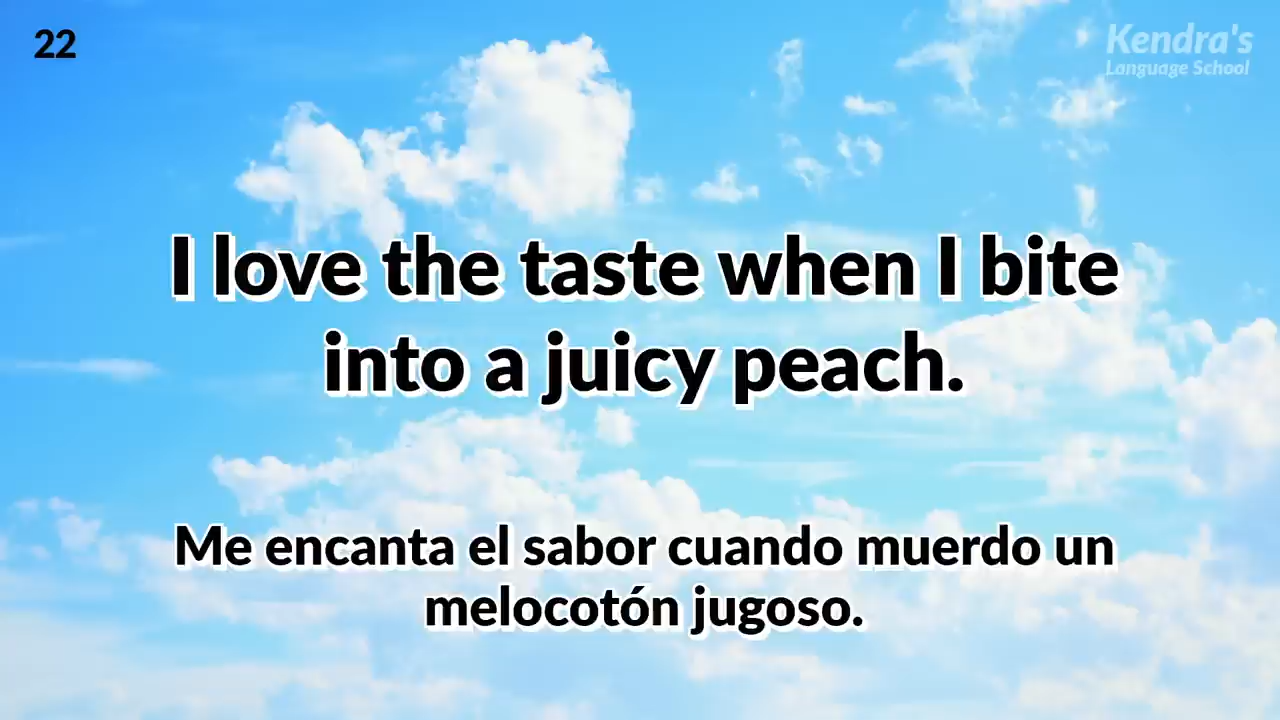 22
Kendra's
Language School
I love the taste when I bite
into a juicy peach.
Me encanta el sabor cuando muerdo un
melocotón jugoso.